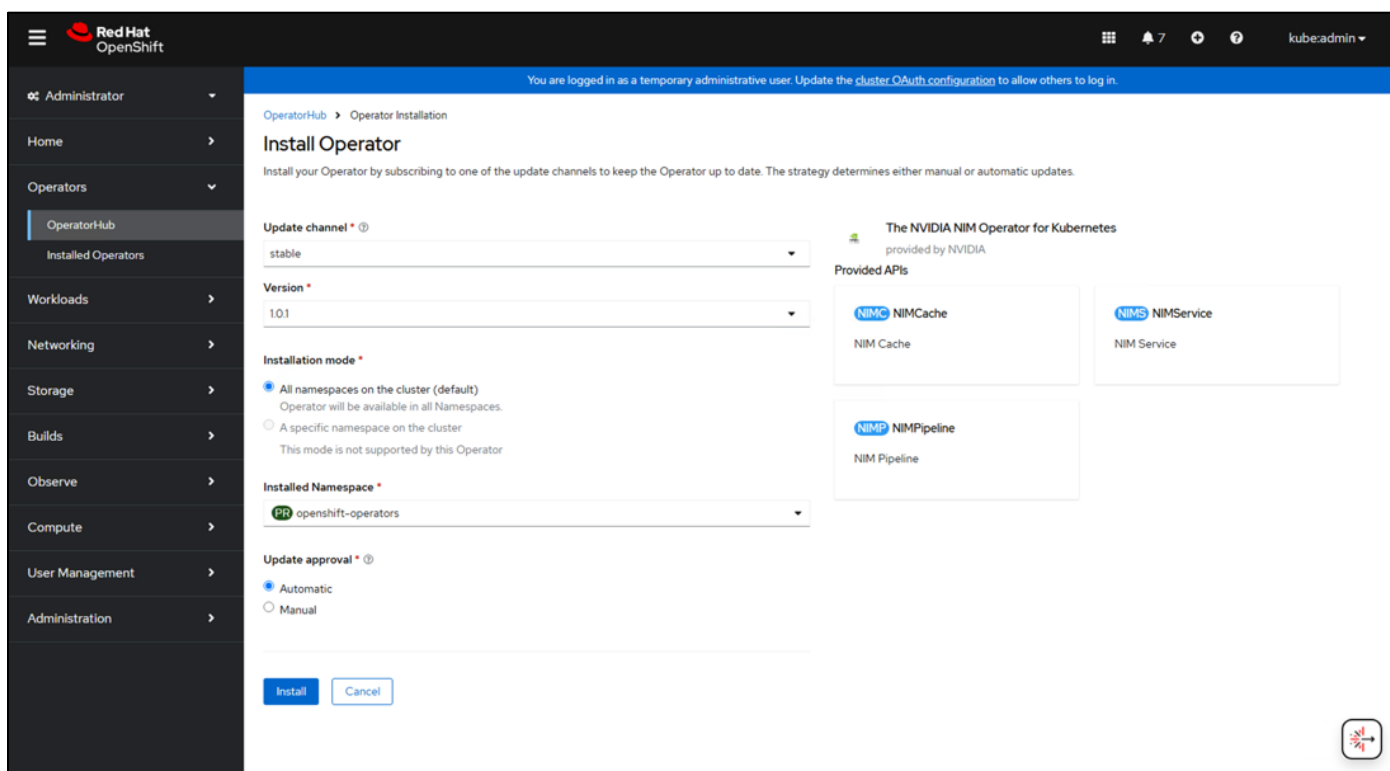 Red Hat
OpenShift
7
kube:admin
You are logged in as a temporary administrative user. Update the cluster OAuth configuration to allow others to log in.
Administrator
Home
Operators
OperatorHub
Installed Operators
Workloads
Networking
Storage
Builds
Observe
Compute
User Management
Administration
OperatorHub > Operator Installation
Install Operator
Install your Operator by subscribing to one of the update channels to keep the Operator up to date. The strategy determines either manual or automatic updates.
Update channel *
stable
Version *
1.0.1
Installation mode *
All namespaces on the cluster (default)
Operator will be available in all Namespaces.
A specific namespace on the cluster
This mode is not supported by this Operator
Installed Namespace *
PR openshift-operators
Update approval *
Automatic
Manual
Install Cancel
The NVIDIA NIM Operator for Kubernetes
provided by NVIDIA
Provided APIs
NIMC NIMCache
NIM Cache
NIMS NIMService
NIM Service
NIMP NIMPipeline
NIM Pipeline